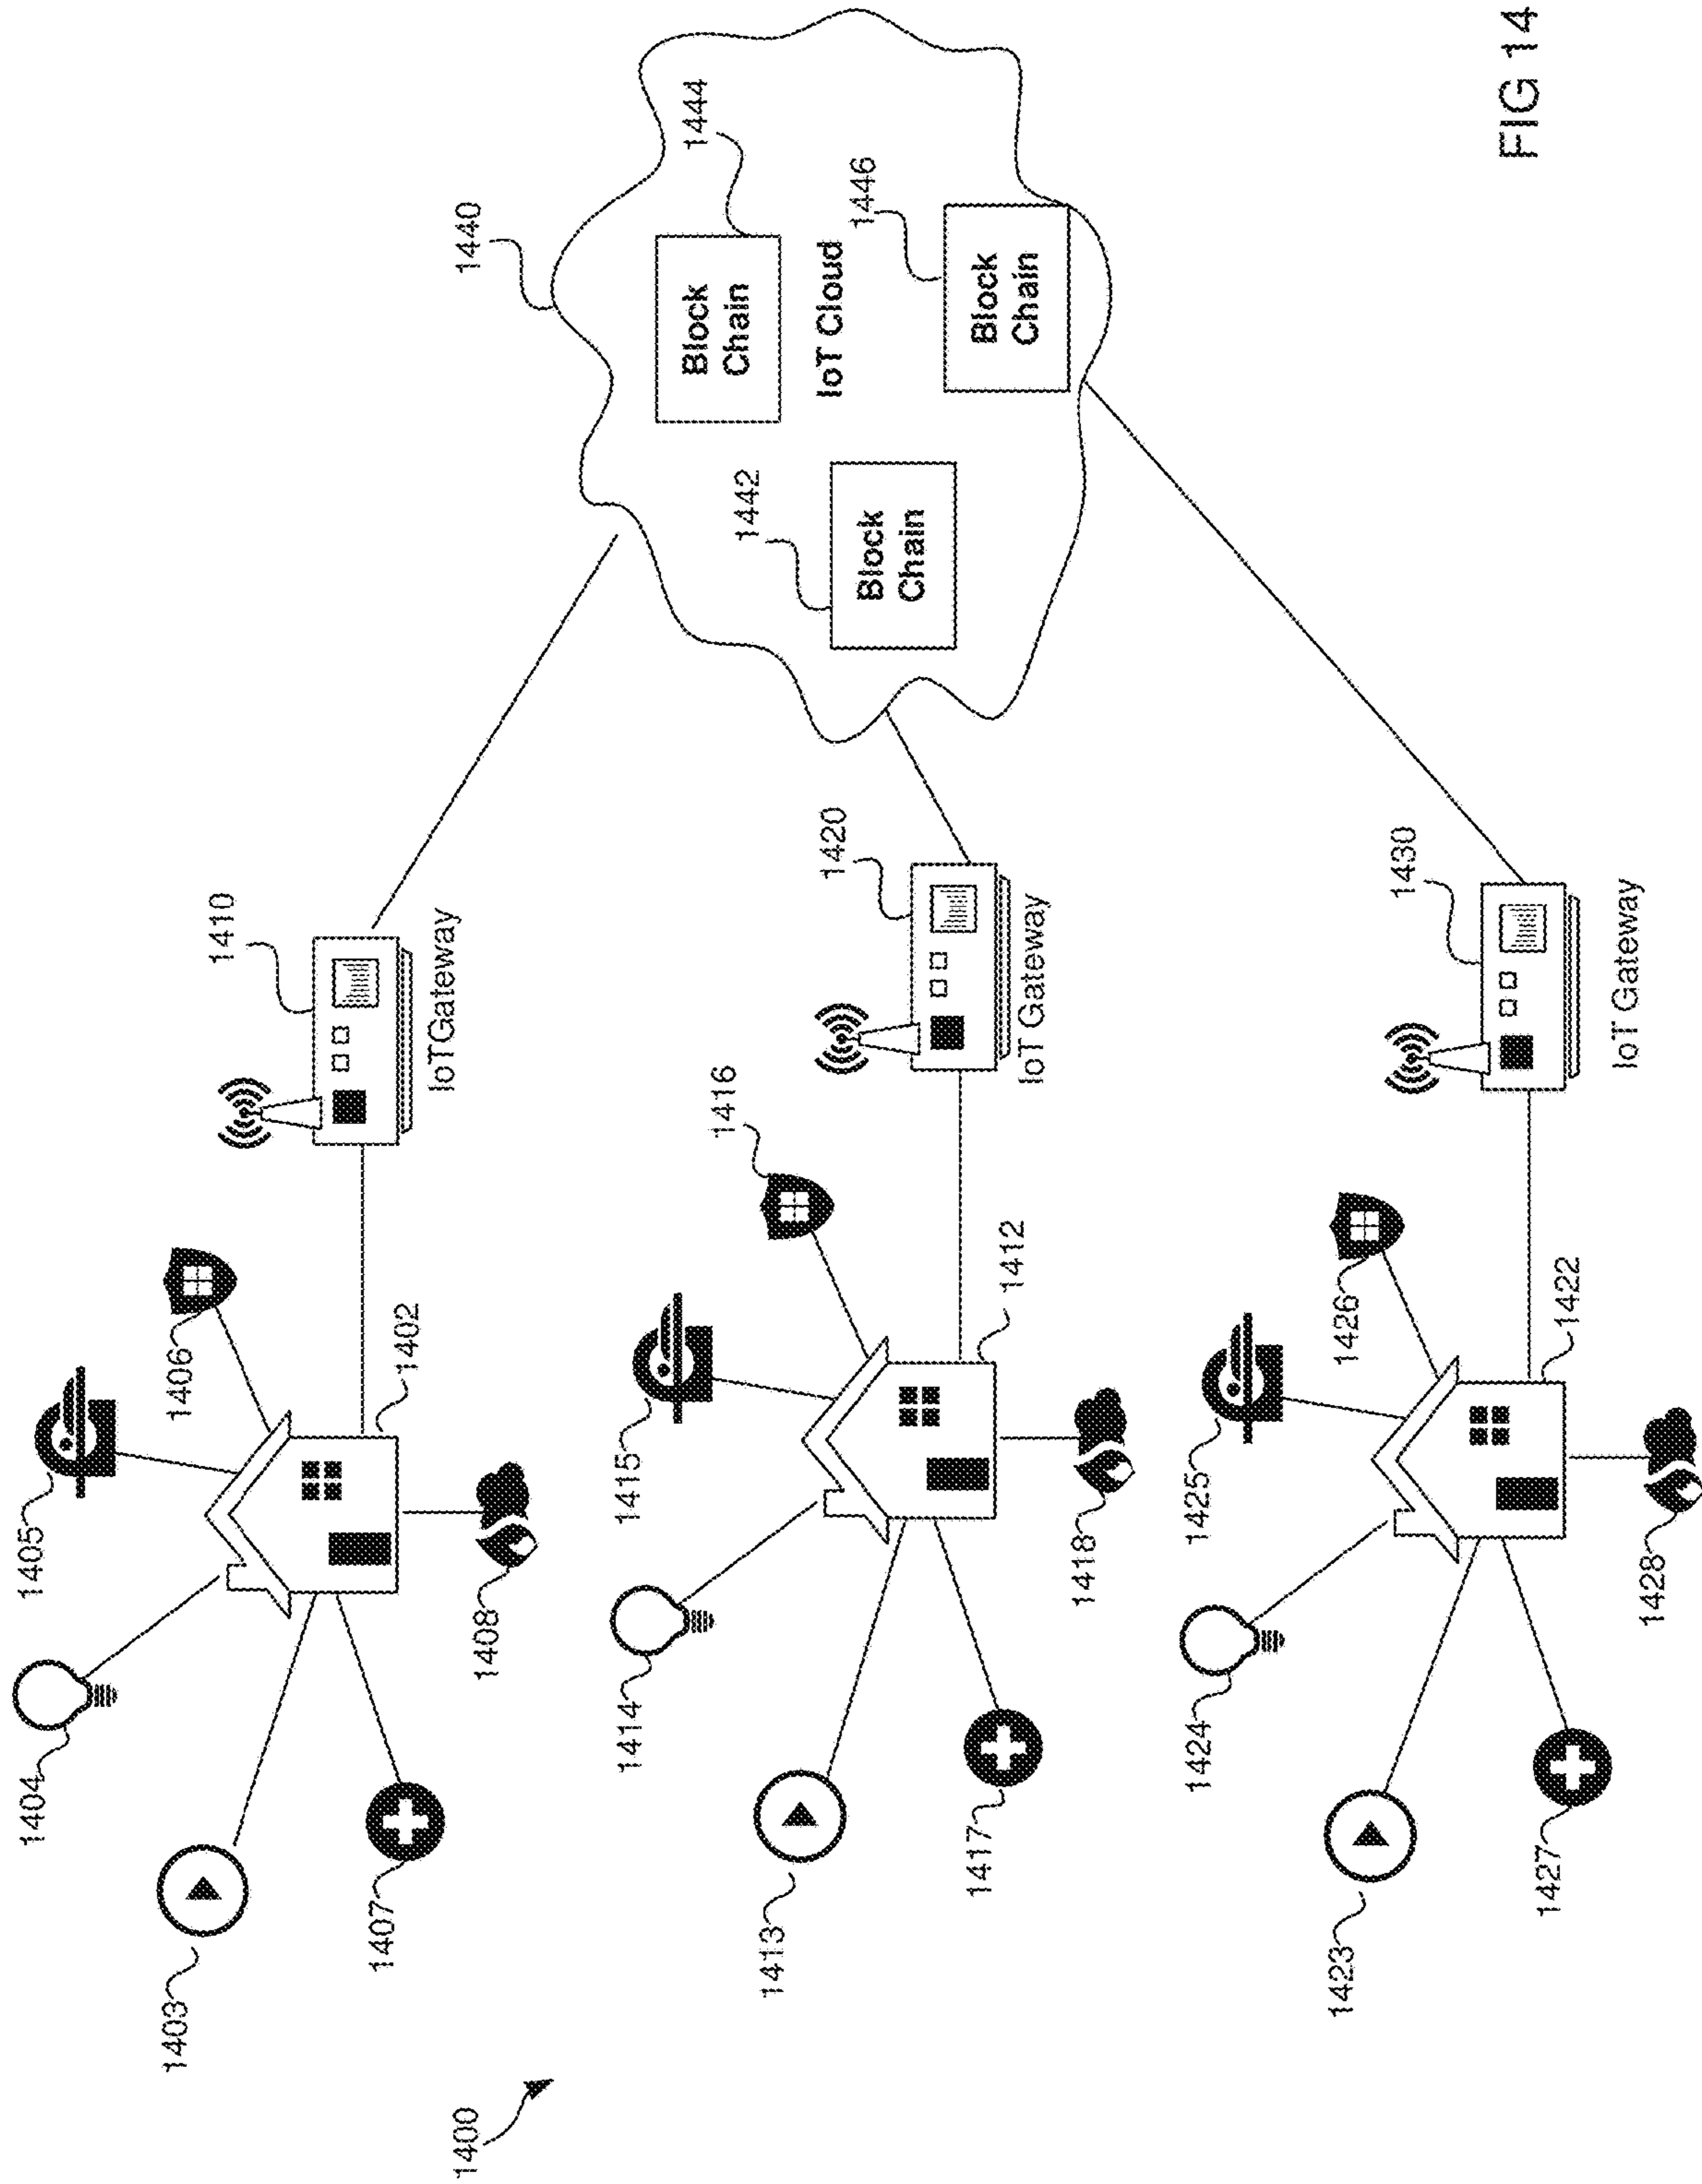 1400
1403
1404
1405
1406
1407
1408
1402
1410
IoTGateway
1413
1414
1415
1416
1417
1418
1412
1420
IoT Gateway
1423
1424
1425
1426
1427
1428
1422
1430
IoT Gateway
1440
1444
Block
Chain
IoT Cloud
1442
Block
Chain
1446
Block
Chain
FIG 14